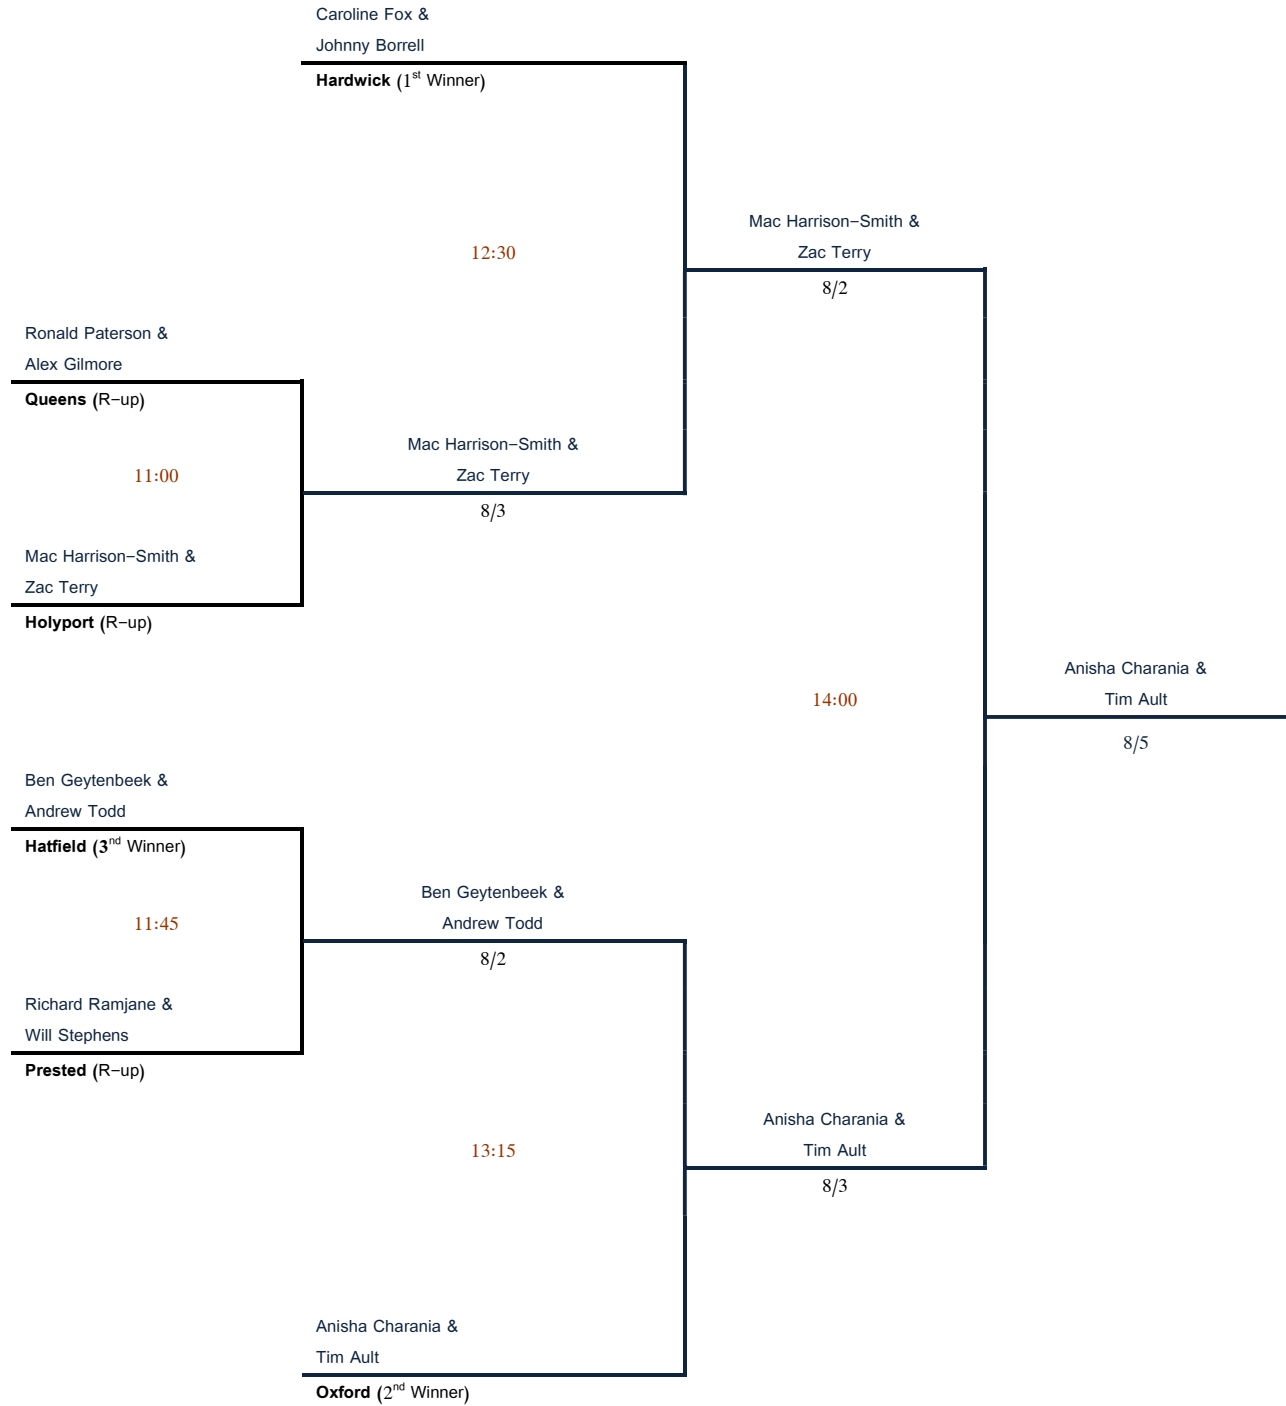 Caroline Fox &
Johnny Borrell
Hardwick (1st Winner)
Mac Harrison-Smith &
Zac Terry
12:30
8/2
Ronald Paterson &
Alex Gilmore
Queens (R-up)
Mac Harrison-Smith &
Zac Terry
11:00
8/3
Mac Harrison-Smith &
Zac Terry
Holyport (R-up)
Anisha Charania &
Tim Ault
14:00
8/5
Ben Geytenbeek &
Andrew Todd
Hatfield (3nd Winner)
Ben Geytenbeek &
Andrew Todd
11:45
8/2
Richard Ramjane &
Will Stephens
Prested (R-up)
Anisha Charania &
Tim Ault
13:15
8/3
Anisha Charania &
Tim Ault
Oxford (2nd Winner)